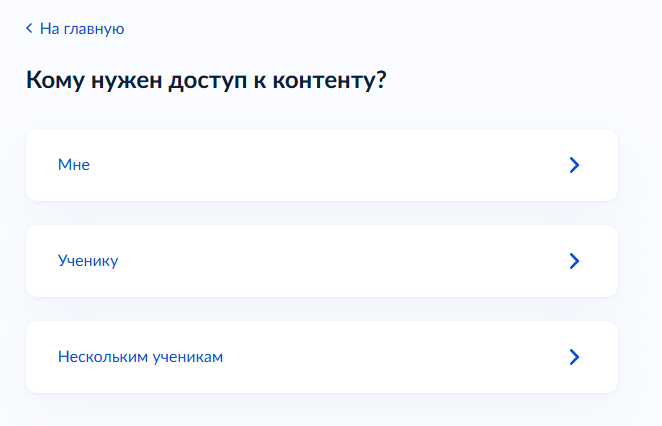 На главную
Кому нужен доступ к контенту?
Мне
Ученику
Нескольким ученикам